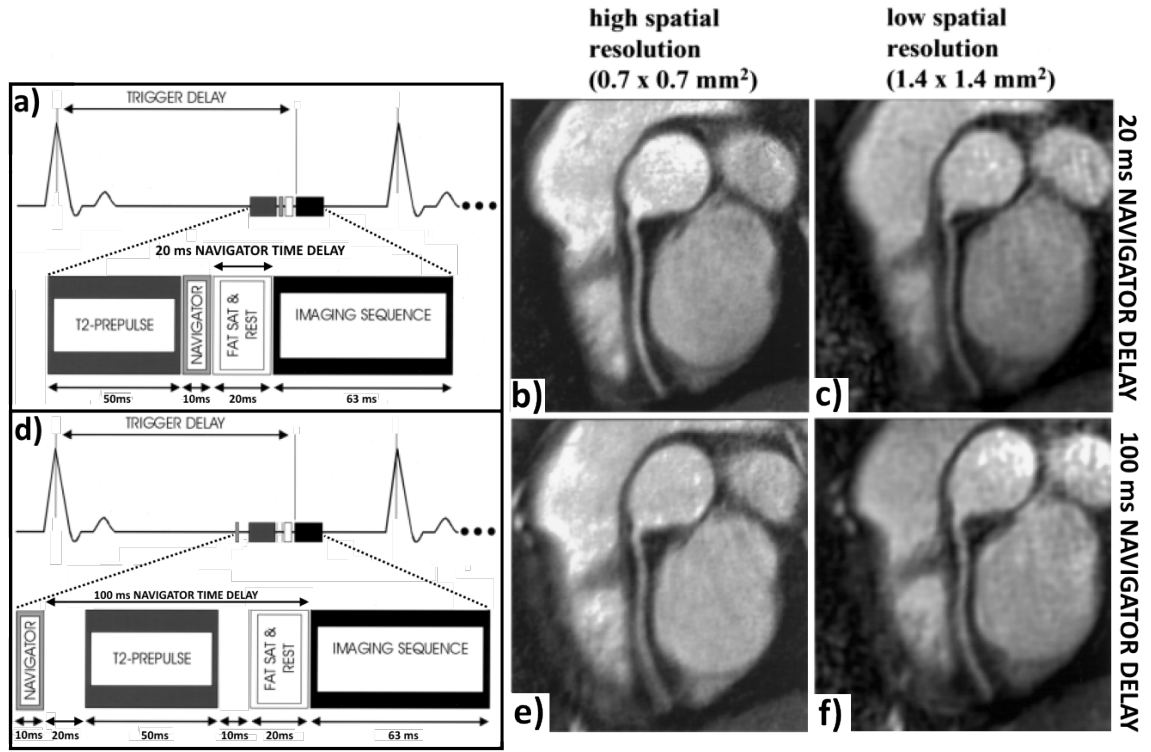 high spatial
resolution
(0.7 x 0.7 mm²)
low spatial
resolution
(1.4 x 1.4 mm²)
a)
TRIGGER DELAY
20 ms NAVIGATOR TIME DELAY
T2-PREPULSE
NAVIGATOR
FAT SAT &
REST
IMAGING SEQUENCE
50ms
10ms
20ms
63 ms
b)
c)
20 ms NAVIGATOR DELAY
d)
TRIGGER DELAY
100 ms NAVIGATOR TIME DELAY
NAVIGATOR
T2-PREPULSE
FAT SAT &
REST
IMAGING SEQUENCE
10ms
20ms
50ms
10ms
20ms
63 ms
e)
f)
100 ms NAVIGATOR DELAY